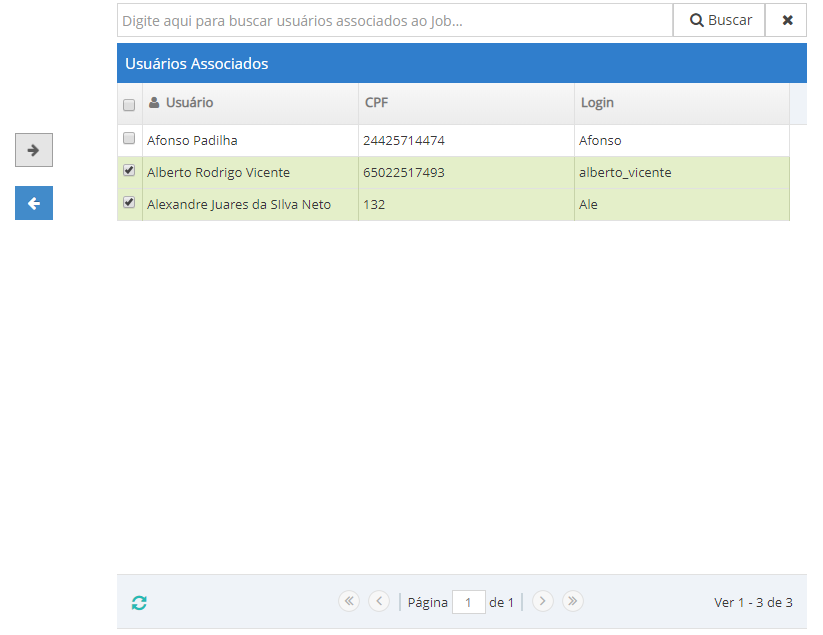 Digite aqui para buscar usuários associados ao Job...
Buscar
Usuários Associados
Usuário CPF Login
Afonso Padilha 24425714474 Afonso
Alberto Rodrigo Vicente 65022517493 alberto_vicente
Alexandre Juares da Silva Neto 132 Ale
Página 1 de 1 Ver 1 - 3 de 3